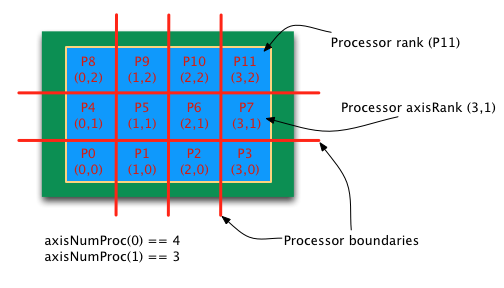 P8 P9 P10 P11
(0,2) (1,2) (2,2) (3,2)
Processor rank (P11)
P4 P5 P6 P7
(0,1) (1,1) (2,1) (3,1)
Processor axisRank (3,1)
P0 P1 P2 P3
(0,0) (1,0) (2,0) (3,0)
axisNumProc(0) == 4
axisNumProc(1) == 3
Processor boundaries